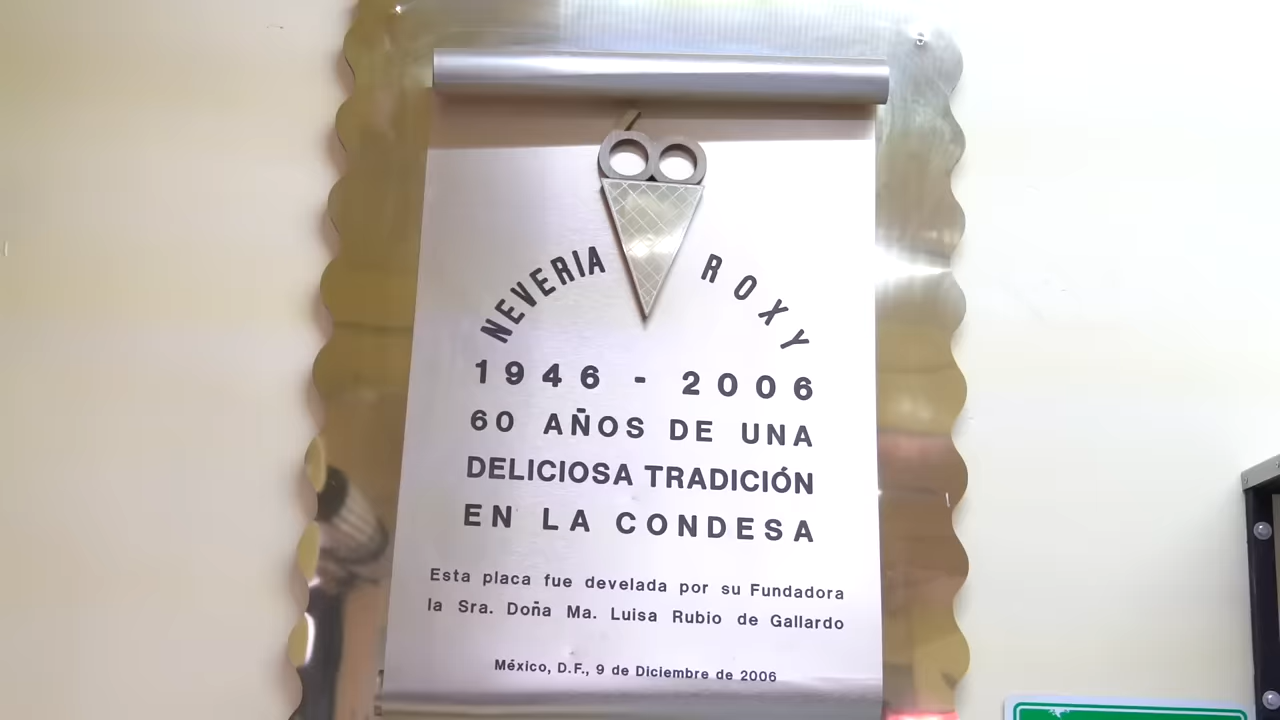 NEVERIA ROXY
1946 - 2006
60 AÑOS DE UNA
DELICIOSA TRADICIÓN
EN LA CONDESA
Esta placa fue develada por su Fundadora
la Sra. Doña Ma. Luisa Rubio de Gallardo
México, D.F., 9 de Diciembre de 2006